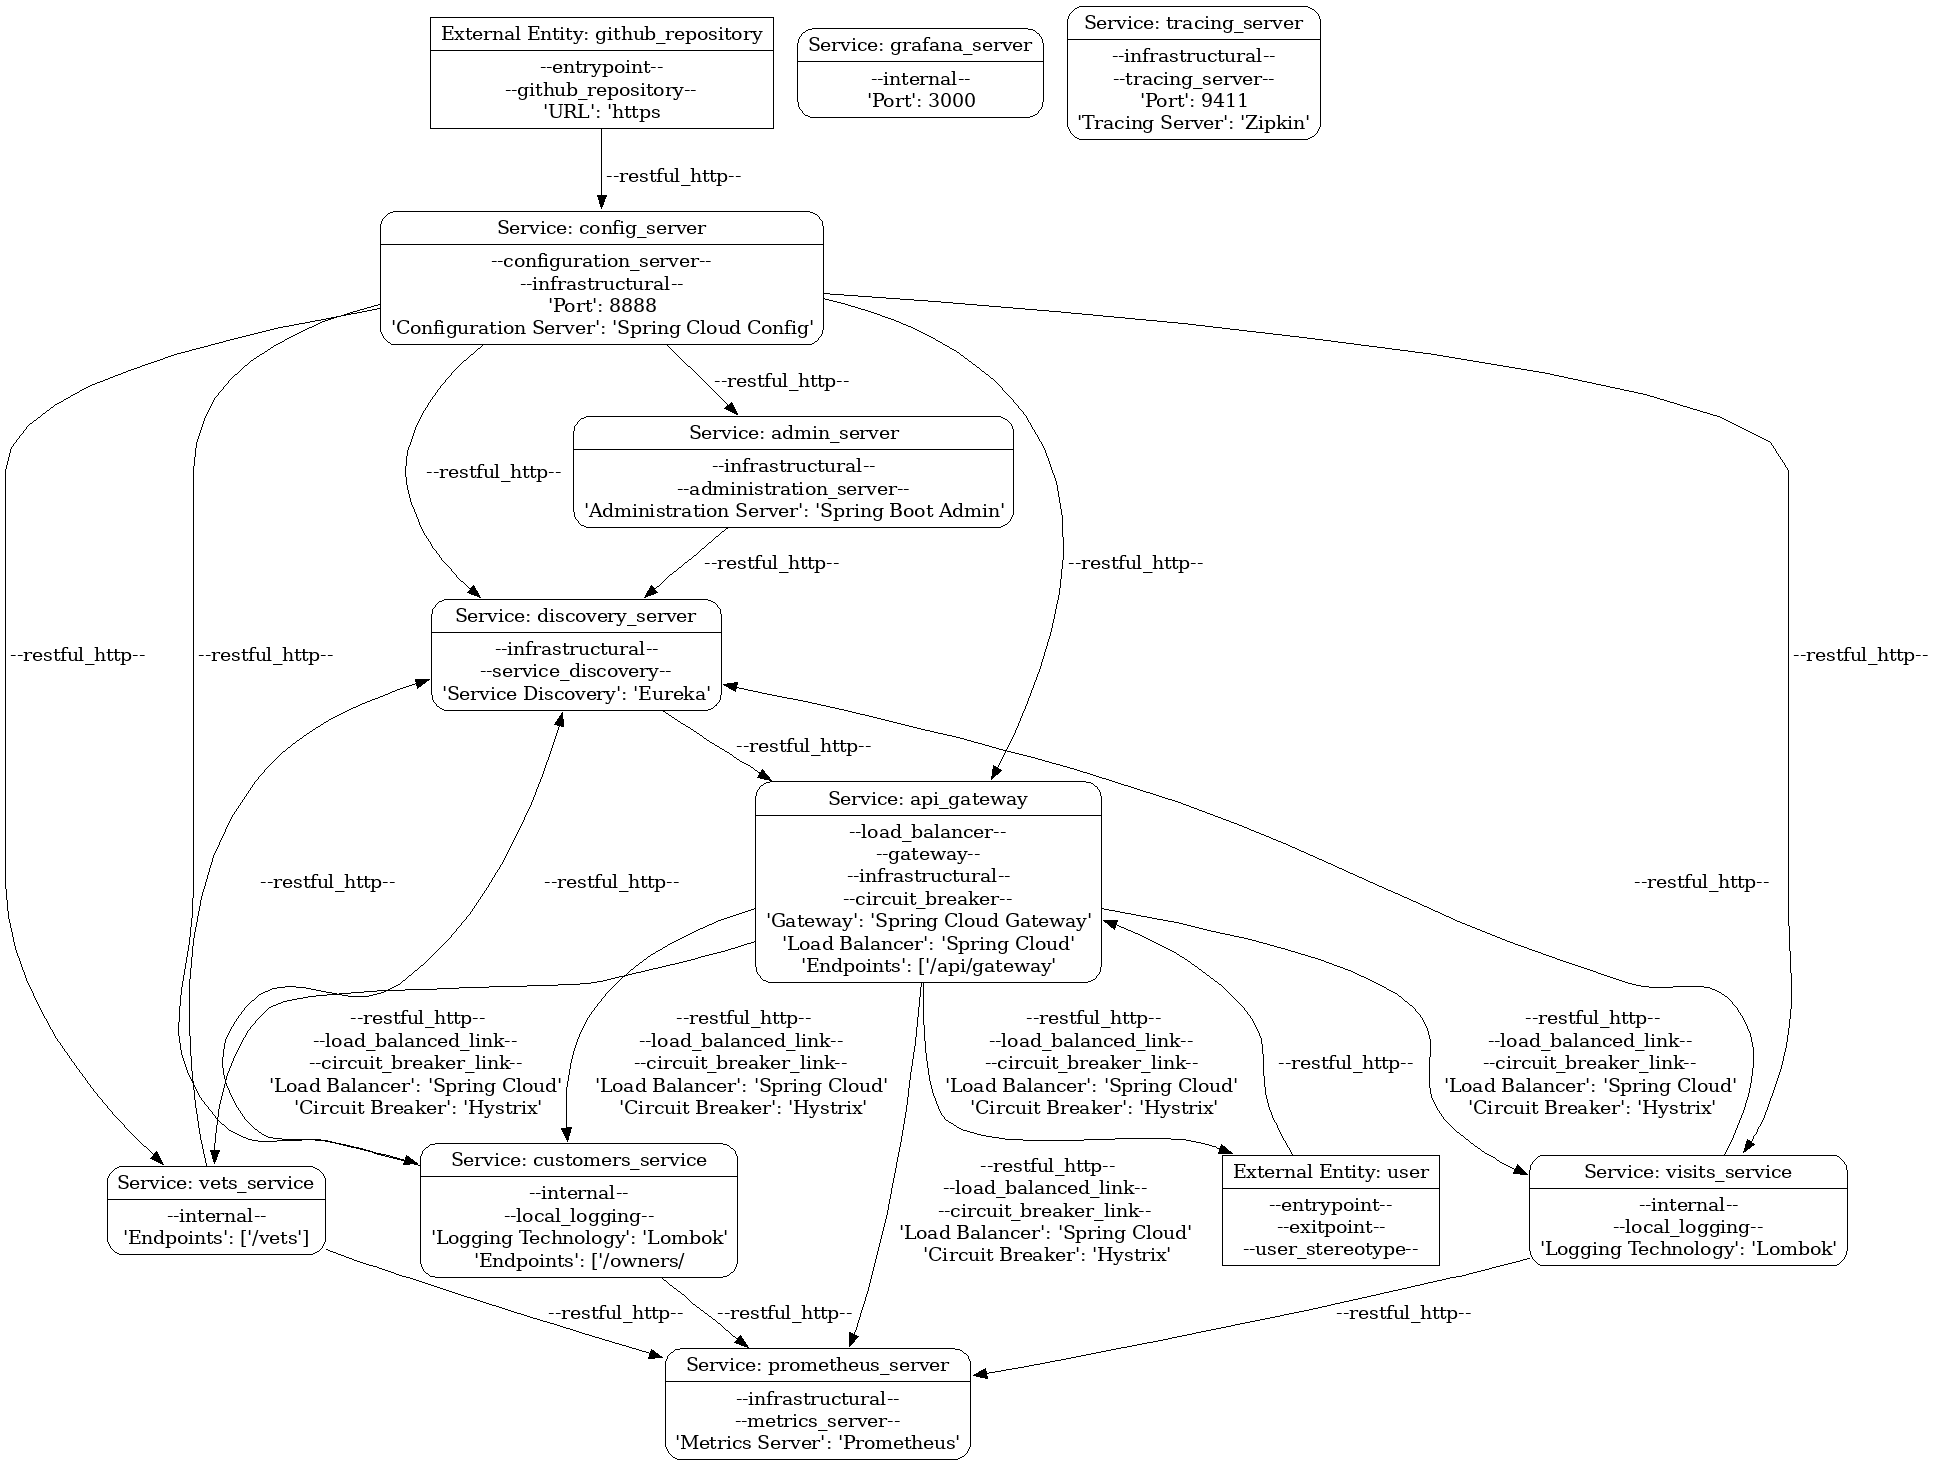 External Entity: github_repository
--entrypoint--
--github_repository--
'URL': 'https
Service: grafana_server
--internal--
'Port': 3000
Service: tracing_server
--infrastructural--
--tracing_server--
'Port': 9411
'Tracing Server': 'Zipkin'
--restful_http--
Service: config_server
--configuration_server--
--infrastructural--
'Port': 8888
'Configuration Server': 'Spring Cloud Config'
--restful_http--
--restful_http--
Service: admin_server
--infrastructural--
--administration_server--
'Administration Server': 'Spring Boot Admin'
--restful_http--
--restful_http--
Service: discovery_server
--infrastructural--
--service_discovery--
'Service Discovery': 'Eureka'
--restful_http--
--restful_http--
--restful_http--
--restful_http--
Service: api_gateway
--load_balancer--
--gateway--
--infrastructural--
--circuit_breaker--
'Gateway': 'Spring Cloud Gateway'
'Load Balancer': 'Spring Cloud'
'Endpoints': ['/api/gateway'
--restful_http--
--restful_http--
--restful_http--
--restful_http--
--load_balanced_link--
--circuit_breaker_link--
'Load Balancer': 'Spring Cloud'
'Circuit Breaker': 'Hystrix'
--restful_http--
--load_balanced_link--
--circuit_breaker_link--
'Load Balancer': 'Spring Cloud'
'Circuit Breaker': 'Hystrix'
--restful_http--
--load_balanced_link--
--circuit_breaker_link--
'Load Balancer': 'Spring Cloud'
'Circuit Breaker': 'Hystrix'
--restful_http--
--restful_http--
--load_balanced_link--
--circuit_breaker_link--
'Load Balancer': 'Spring Cloud'
'Circuit Breaker': 'Hystrix'
Service: vets_service
--internal--
'Endpoints': ['/vets']
Service: customers_service
--internal--
--local_logging--
'Logging Technology': 'Lombok'
'Endpoints': ['/owners/
--restful_http--
--load_balanced_link--
--circuit_breaker_link--
'Load Balancer': 'Spring Cloud'
'Circuit Breaker': 'Hystrix'
External Entity: user
--entrypoint--
--exitpoint--
--user_stereotype--
Service: visits_service
--internal--
--local_logging--
'Logging Technology': 'Lombok'
--restful_http--
--restful_http--
--restful_http--
Service: prometheus_server
--infrastructural--
--metrics_server--
'Metrics Server': 'Prometheus'